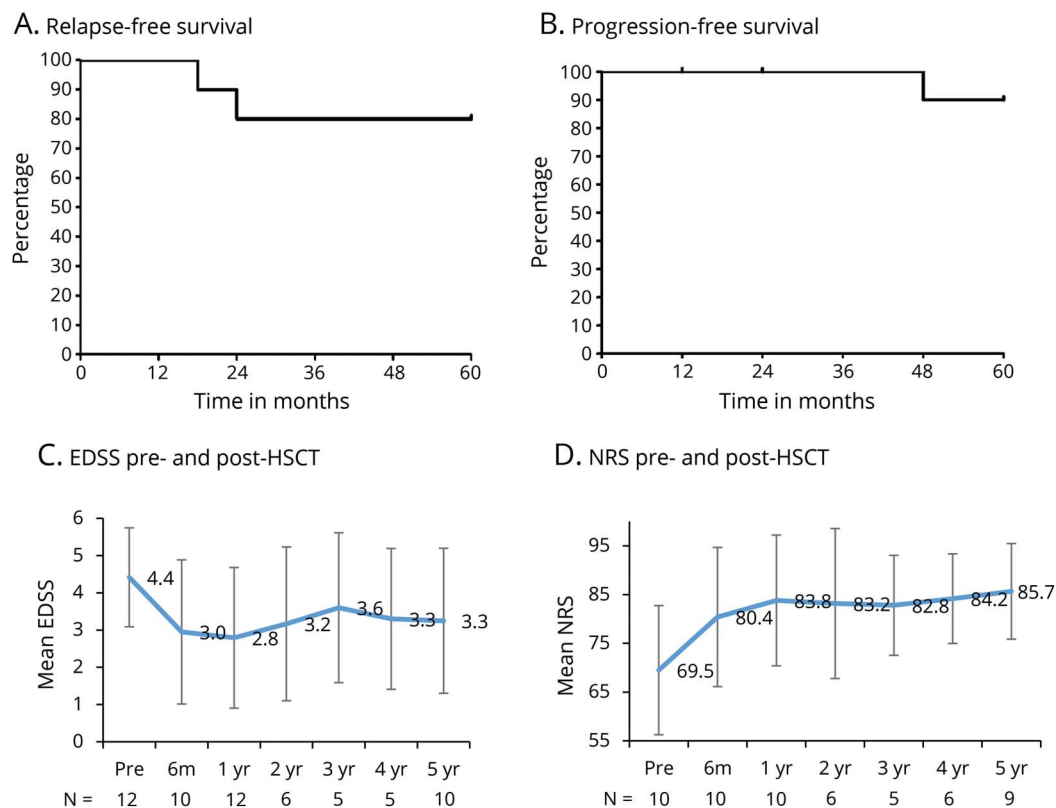 A. Relapse-free survival
100
90
80
70
60
50
40
30
20
10
0
Percentage
0 12 24 36 48 60
Time in months
B. Progression-free survival
100
90
80
70
60
50
40
30
20
10
0
Percentage
0 12 24 36 48 60
Time in months
C. EDSS pre- and post-HSCT
6
5
4
3
2
1
0
Mean EDSS
4.4 3.0 2.8 3.2 3.6 3.3 3.3
Pre 6m 1 yr 2 yr 3 yr 4 yr 5 yr
N = 12 10 12 6 5 5 10
D. NRS pre- and post-HSCT
95
85
75
65
55
Mean NRS
69.5 80.4 83.8 83.2 82.8 84.2 85.7
Pre 6m 1 yr 2 yr 3 yr 4 yr 5 yr
N = 10 10 10 6 5 6 9